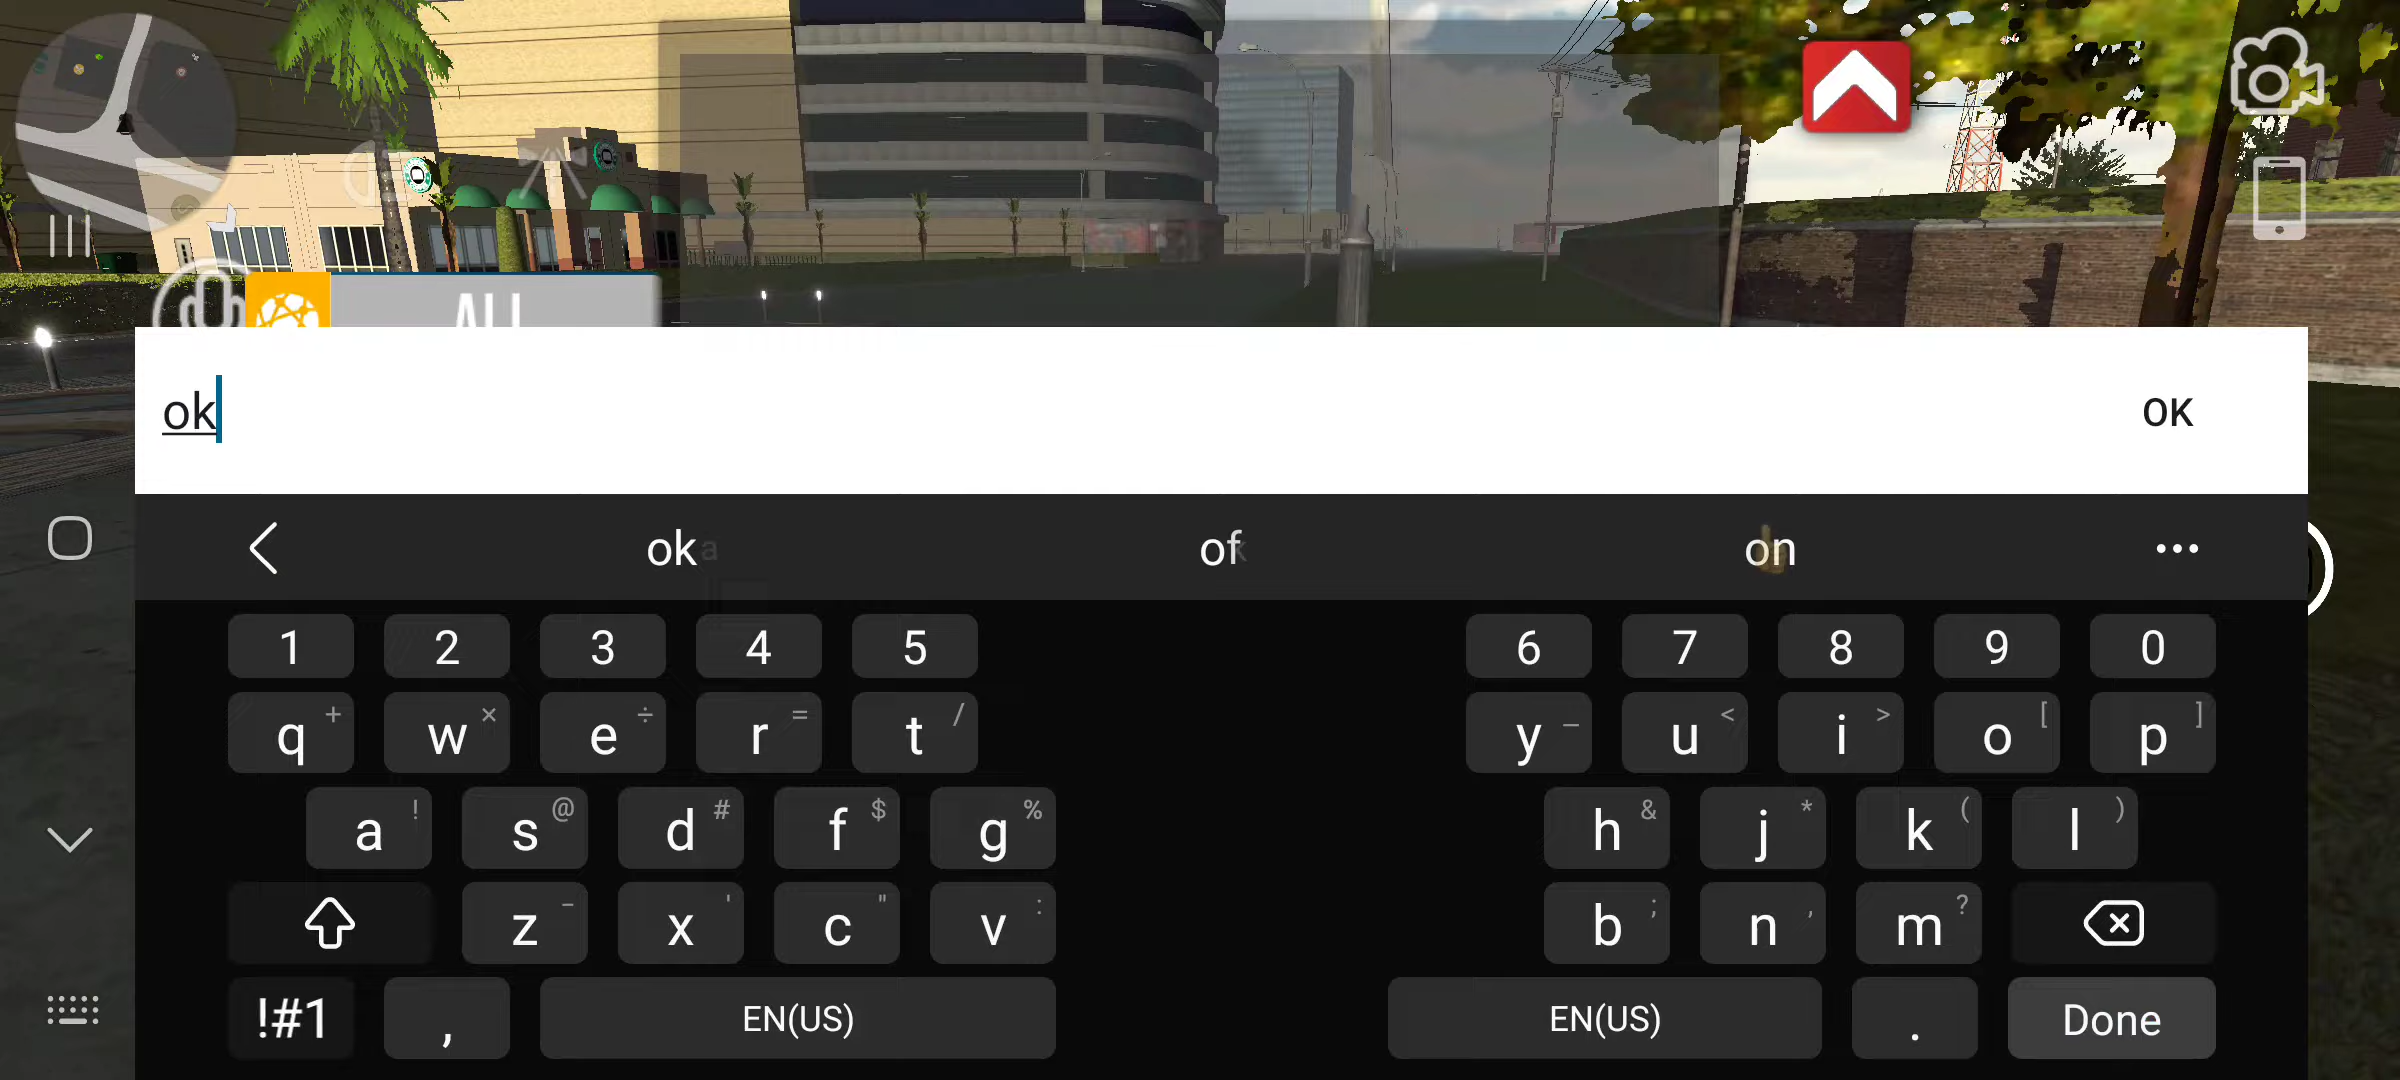 ALL
ok OK
ok of on
1 2 3 4 5 6 7 8 9 0
q + w × e ÷ r = t / y _ u < i > o [ p ]
a ! s @ d # f $ g % h & j * k ( l )
z - x ' c " v : b ; n , m ?
!#1 , EN(US) EN(US) . Done